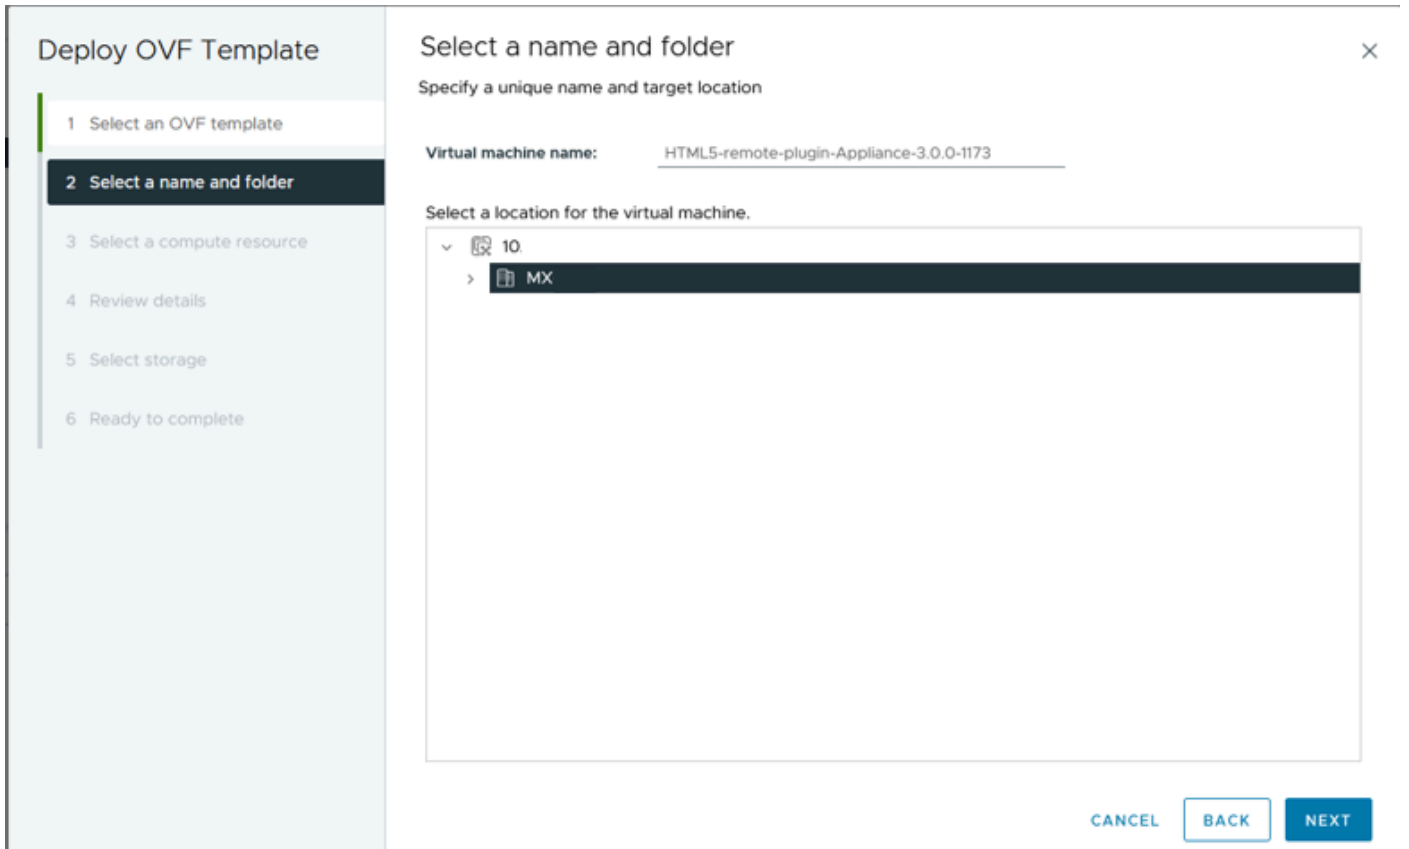 Deploy OVF Template
1 Select an OVF template
2 Select a name and folder
3 Select a compute resource
4 Review details
5 Select storage
6 Ready to complete
Select a name and folder
Specify a unique name and target location
Virtual machine name: HTML5-remote-plugin-Appliance-3.0.0-1173
Select a location for the virtual machine.
10.
MX
CANCEL BACK NEXT